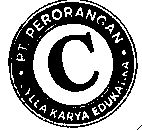 PT. PERORANGAN
C
KARYA EDUKA